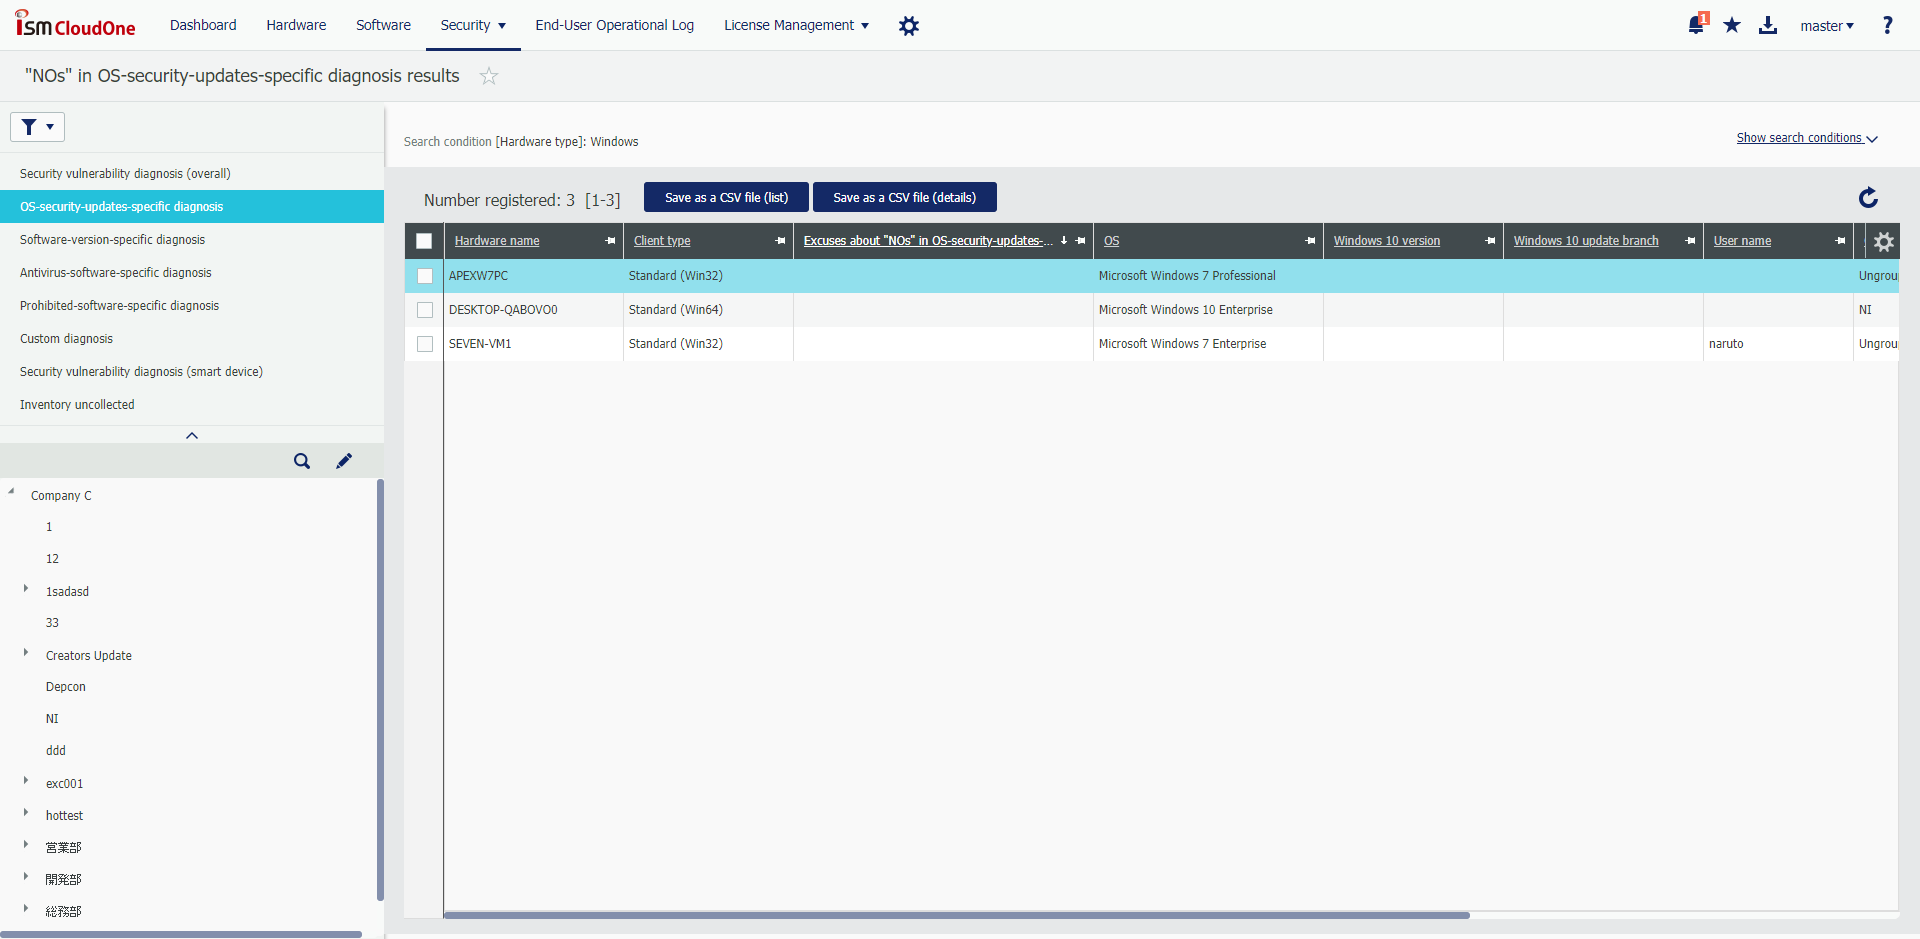 ism CloudOne
Dashboard Hardware Software Security End-User Operational Log License Management 1 master ?
"NOs" in OS-security-updates-specific diagnosis results
Search condition [Hardware type]: Windows
Show search conditions
Security vulnerability diagnosis (overall)
OS-security-updates-specific diagnosis
Software-version-specific diagnosis
Antivirus-software-specific diagnosis
Prohibited-software-specific diagnosis
Custom diagnosis
Security vulnerability diagnosis (smart device)
Inventory uncollected
Company C
1
12
1sadasd
33
Creators Update
Depcon
NI
ddd
exc001
hottest
営業部
開発部
総務部
Number registered: 3 [1-3] Save as a CSV file (list) Save as a CSV file (details)
Hardware name Client type Excuses about "NOs" in OS-security-updates-... OS Windows 10 version Windows 10 update branch User name
APEXW7PC Standard (Win32) Microsoft Windows 7 Professional Ungrou
DESKTOP-QABOVO0 Standard (Win64) Microsoft Windows 10 Enterprise NI
SEVEN-VM1 Standard (Win32) Microsoft Windows 7 Enterprise naruto Ungrou